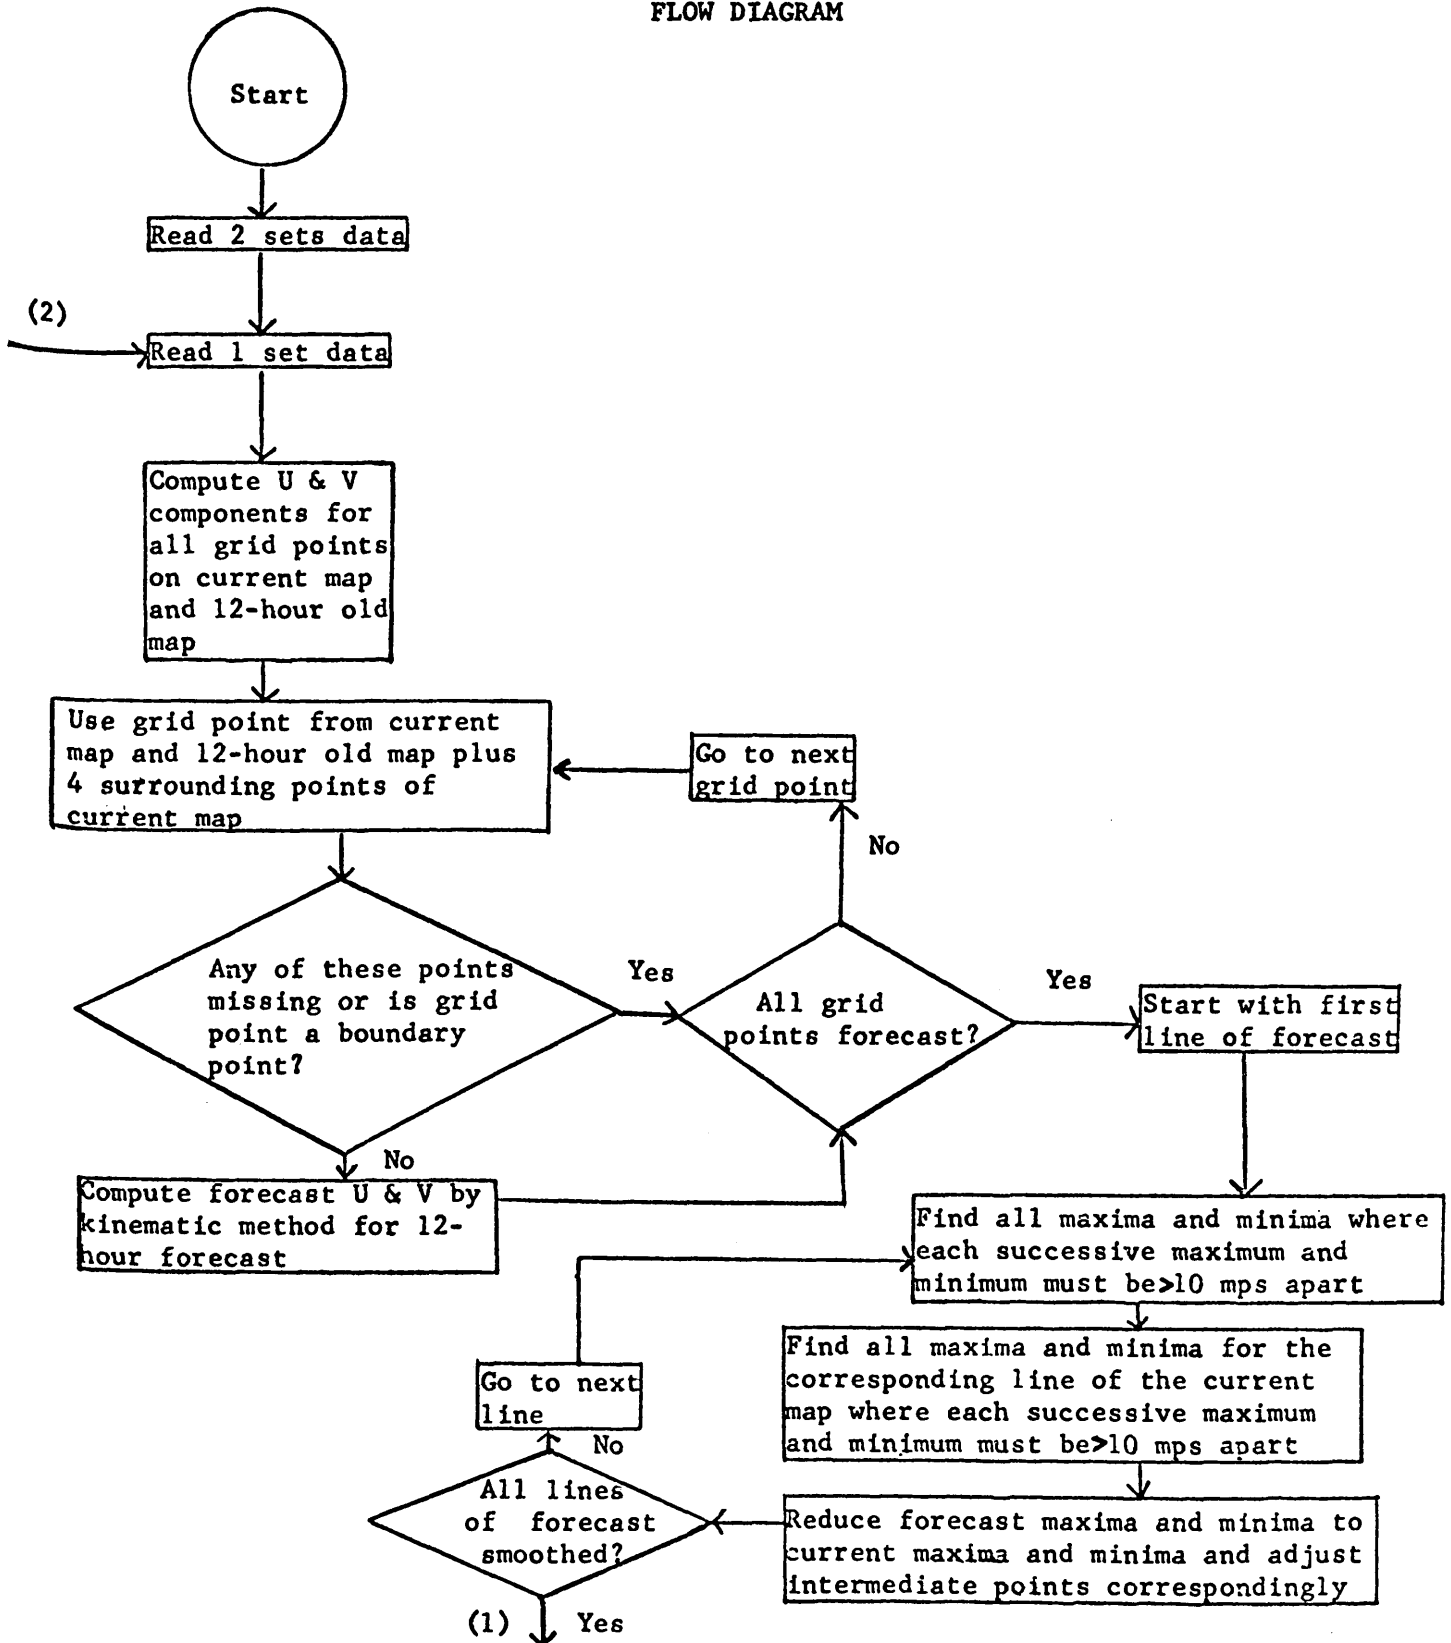 FLOW DIAGRAM
Start
Read 2 sets data
(2)
Read 1 set data
Compute U & V
components for
all grid points
on current map
and 12-hour old
map
Use grid point from current
map and 12-hour old map plus
4 surrounding points of
current map
Go to next
grid point
No
Any of these points
missing or is grid
point a boundary
point?
Yes
All grid
points forecast?
Yes
Start with first
line of forecast
No
Compute forecast U & V by
kinematic method for 12-
hour forecast
Find all maxima and minima where
each successive maximum and
minimum must be>10 mps apart
Find all maxima and minima for the
corresponding line of the current
map where each successive maximum
and minimum must be>10 mps apart
Go to next
line
No
All lines
of forecast
smoothed?
Reduce forecast maxima and minima to
current maxima and minima and adjust
intermediate points correspondingly
(1) Yes